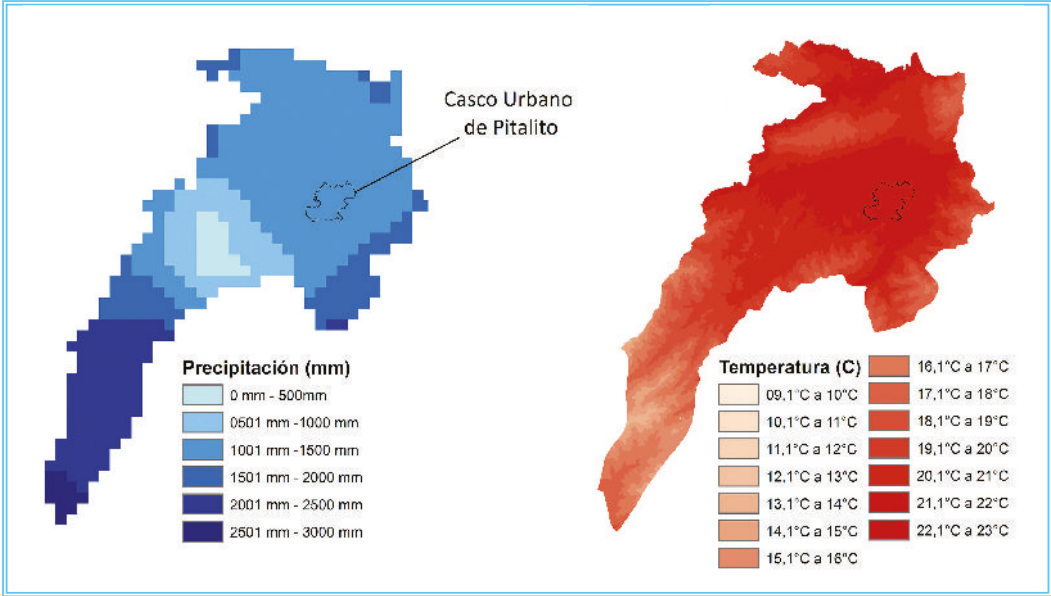 Casco Urbano
de Pitalito
Precipitación (mm)
0 mm - 500mm
0501 mm -1000 mm
1001 mm -1500 mm
1501 mm - 2000 mm
2001 mm - 2500 mm
2501 mm - 3000 mm
Temperatura (C)
09,1°C a 10°C
10,1°C a 11°C
11,1°C a 12°C
12,1°C a 13°C
13,1°C a 14°C
14,1°C a 15°C
15,1°C a 16°C
16,1°C a 17°C
17,1°C a 18°C
18,1°C a 19°C
19,1°C a 20°C
20,1°C a 21°C
21,1°C a 22°C
22,1°C a 23°C